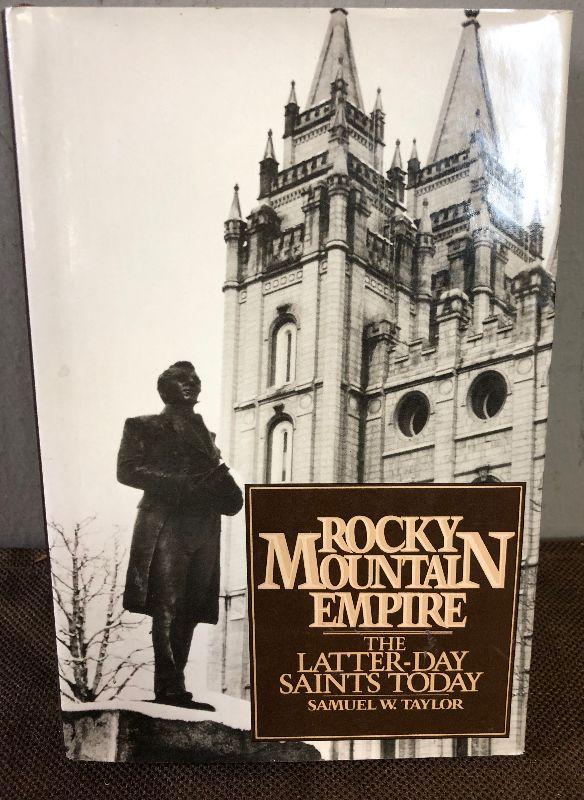 ROCKY
MOUNTAIN
EMPIRE
THE
LATTER-DAY
SAINTS TODAY
SAMUEL W. TAYLOR